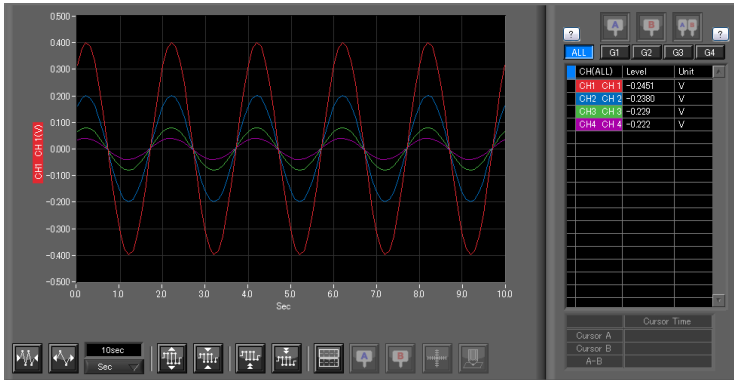 0.500
0.400
0.300
0.200
0.100
0.000
-0.100
-0.200
-0.300
-0.400
-0.500
CH1 CH 1(V)
0.0 1.0 2.0 3.0 4.0 5.0 6.0 7.0 8.0 9.0 10.0
Sec
10sec
Sec
A B A B
? ?
ALL G1 G2 G3 G4
CH(ALL) Level Unit
CH1 CH 1 -0.2451 V
CH2 CH 2 -0.2380 V
CH3 CH 3 -0.229 V
CH4 CH 4 -0.222 V
Cursor Time
Cursor A
Cursor B
A-B
A B